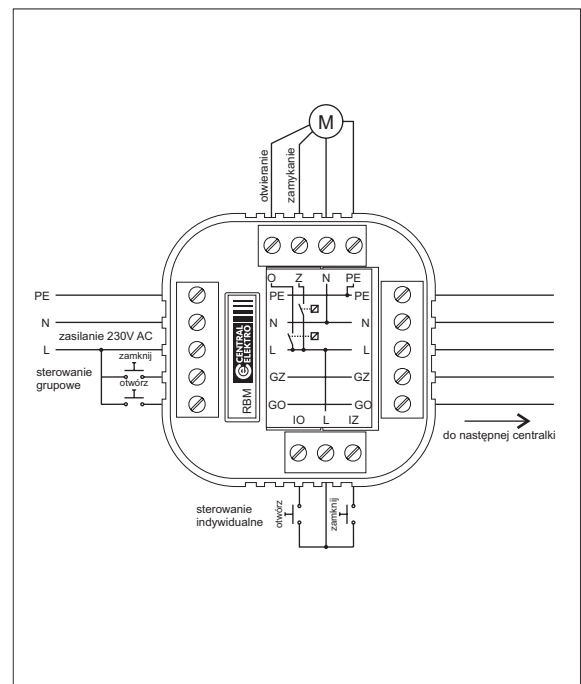 M
otwieranie
zamykanie
O Z N PE
PE PE
N N
L L
GZ GZ
GO GO
IO L IZ
CENTRAL
ELEKTRO
RBM
PE
N
zasilanie 230V AC
L
zamknij
sterowanie
grupowe
otwórz
do następnej centralki
sterowanie
indywidualne
otwórz
zamknij